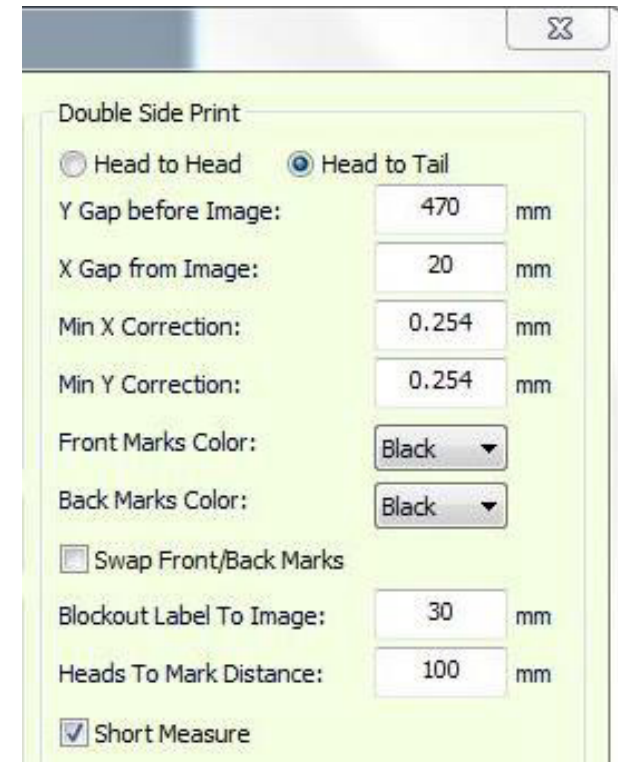 Double Side Print
Head to Head Head to Tail
Y Gap before Image: 470 mm
X Gap from Image: 20 mm
Min X Correction: 0.254 mm
Min Y Correction: 0.254 mm
Front Marks Color: Black
Back Marks Color: Black
Swap Front/Back Marks
Blockout Label To Image: 30 mm
Heads To Mark Distance: 100 mm
Short Measure